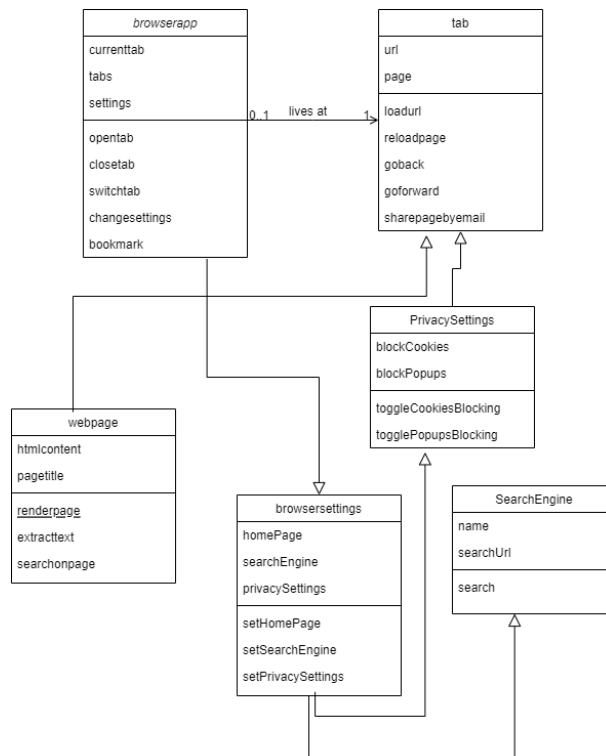 browserapp
currenttab
tabs
settings
opentab
closetab
switchtab
changesettings
bookmark
0..1
lives at
1
tab
url
page
loadurl
reloadpage
goback
goforward
sharepagebyemail
PrivacySettings
blockCookies
blockPopups
toggleCookiesBlocking
togglePopupsBlocking
webpage
htmlcontent
pagetitle
renderpage
extracttext
searchonpage
browsersettings
homePage
searchEngine
privacySettings
setHomePage
setSearchEngine
setPrivacySettings
SearchEngine
name
searchUrl
search